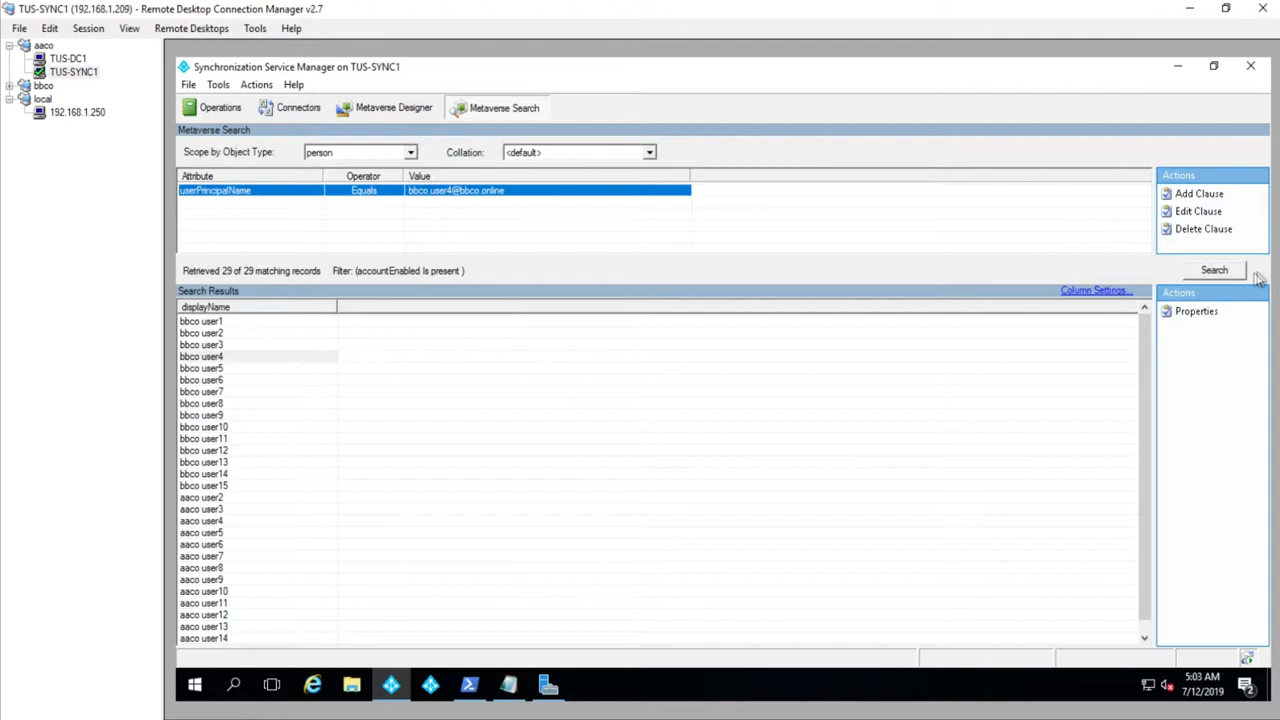 TUS-SYNC1 (192.168.1.209) - Remote Desktop Connection Manager v2.7
File Edit Session View Remote Desktops Tools Help
aaco
TUS-DC1
TUS-SYNC1
bbco
local
192.168.1.250
Synchronization Service Manager on TUS-SYNC1
File Tools Actions Help
Operations Connectors Metaverse Designer Metaverse Search
Metaverse Search
Scope by Object Type: person Collation: <default>
Attribute Operator Value
userPrincipalName Equals bbco.user4@bbco.online
Actions
Add Clause
Edit Clause
Delete Clause
Retrieved 29 of 29 matching records Filter: (accountEnabled Is present ) Search
Search Results Column Settings...
displayName
bbco user1
bbco user2
bbco user3
bbco user4
bbco user5
bbco user6
bbco user7
bbco user8
bbco user9
bbco user10
bbco user11
bbco user12
bbco user13
bbco user14
bbco user15
aaco user2
aaco user3
aaco user4
aaco user5
aaco user6
aaco user7
aaco user8
aaco user9
aaco user10
aaco user11
aaco user12
aaco user13
aaco user14
Actions
Properties
5:03 AM
7/12/2019
2